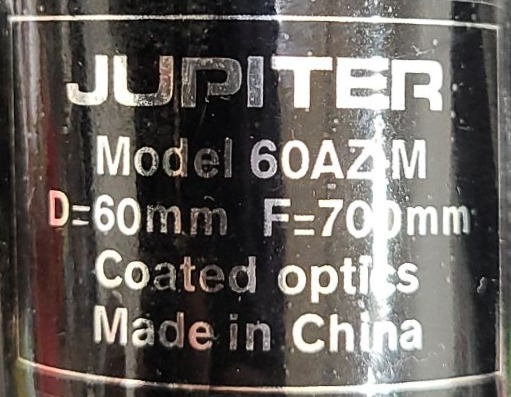 JUPITER
Model 60AZ-M
D=60mm F=700mm
Coated optics
Made in China